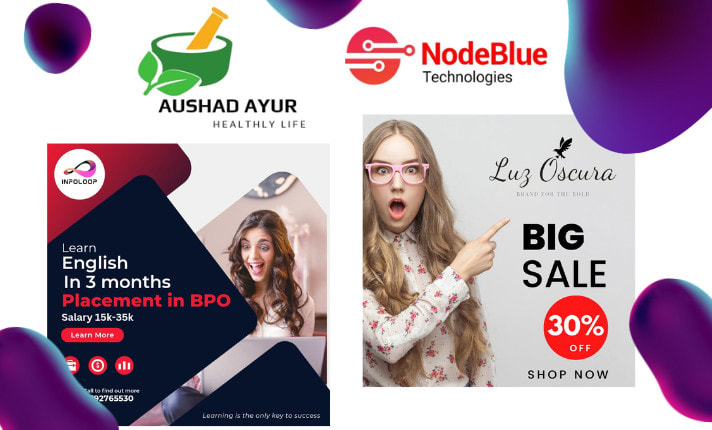 AUSHAD AYUR
HEALTHLY LIFE
NodeBlue
Technologies
INFOLOOP
Learn
English
In 3 months
Placement in BPO
Salary 15k-35k
Learn More
Call to find out more
92765530
Learning is the only key to success
Luz Oscura
BRAND FOR THE BOLD
BIG
SALE
30%
OFF
SHOP NOW